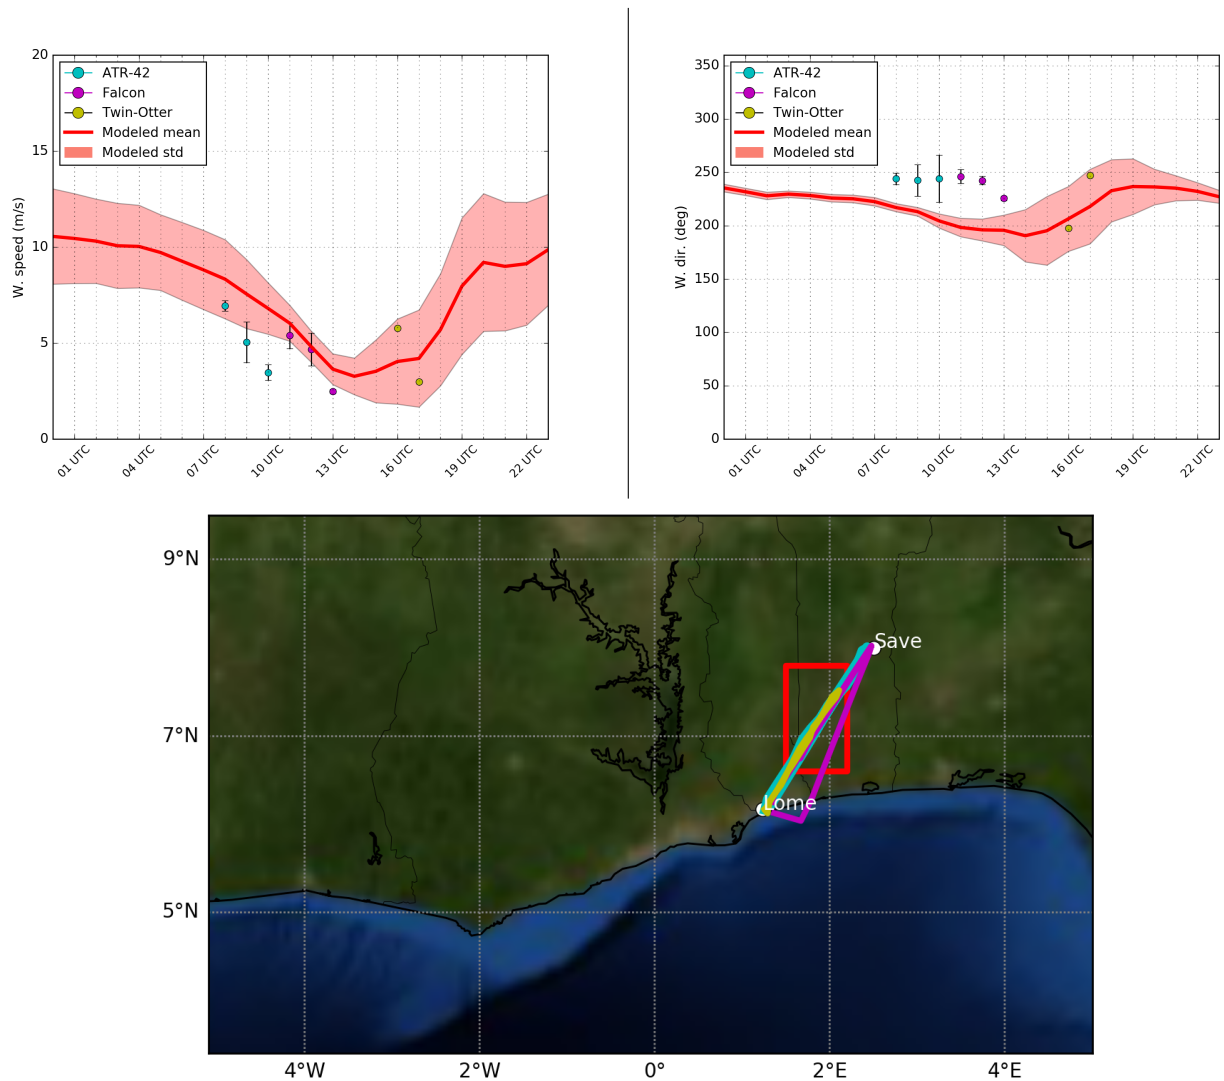 20
15
10
5
0
W. speed (m/s)
ATR-42
Falcon
Twin-Otter
Modeled mean
Modeled std
01 UTC
04 UTC
07 UTC
10 UTC
13 UTC
16 UTC
19 UTC
22 UTC
350
300
250
200
150
100
50
0
W. dir. (deg)
ATR-42
Falcon
Twin-Otter
Modeled mean
Modeled std
01 UTC
04 UTC
07 UTC
10 UTC
13 UTC
16 UTC
19 UTC
22 UTC
9°N
7°N
5°N
Save
Lome
4°W
2°W
0°
2°E
4°E